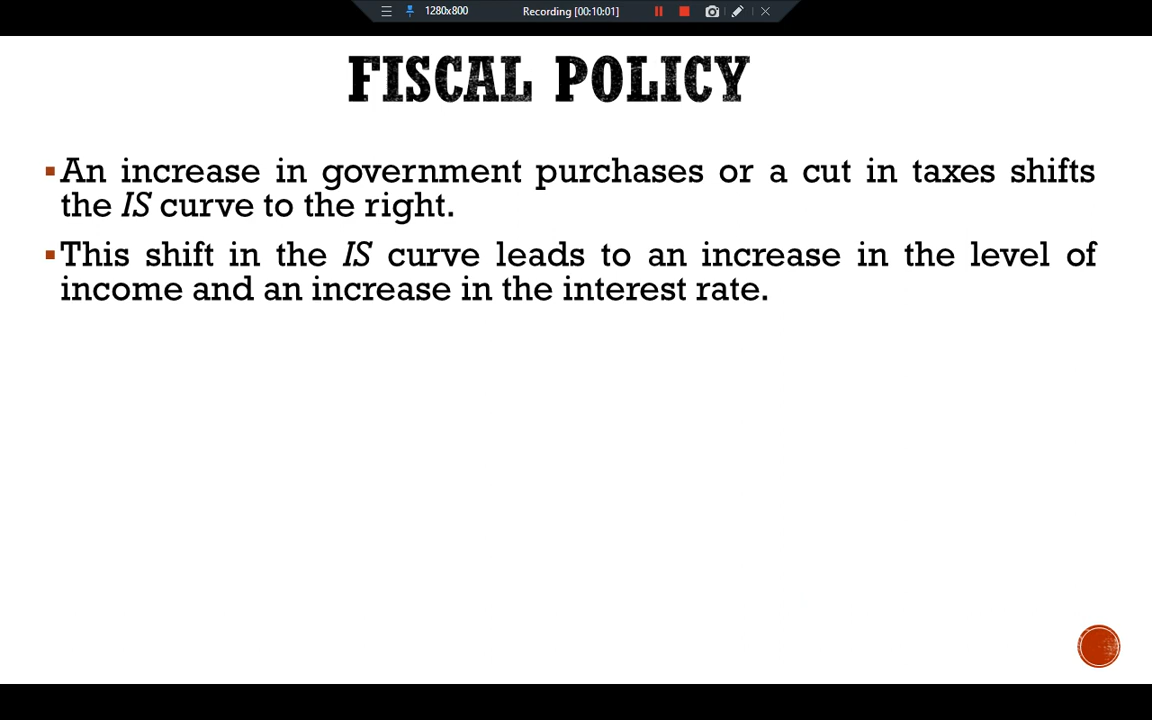 1280x800 Recording [00:10:01]
FISCAL POLICY
▪An increase in government purchases or a cut in taxes shifts
the IS curve to the right.
▪This shift in the IS curve leads to an increase in the level of
income and an increase in the interest rate.